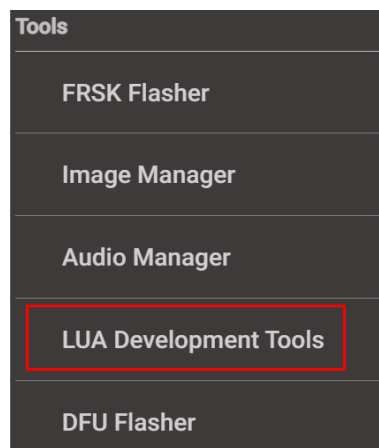 Tools
FRSK Flasher
Image Manager
Audio Manager
LUA Development Tools
DFU Flasher